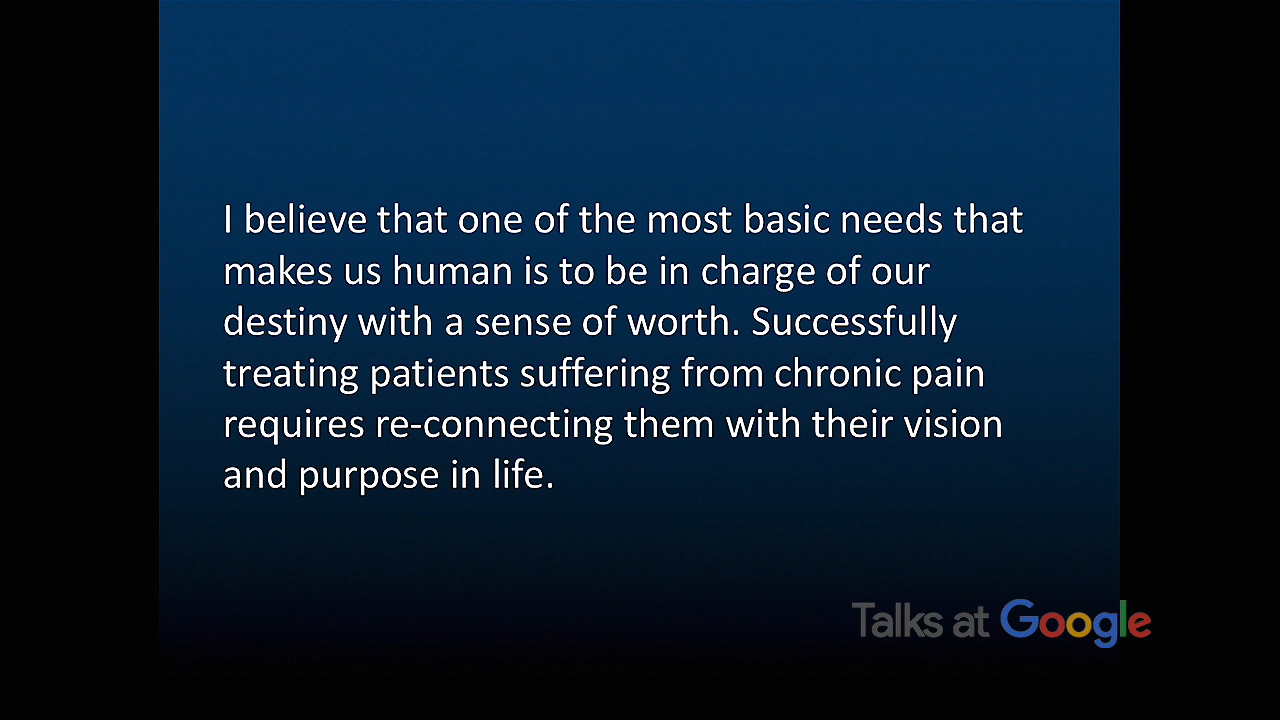 I believe that one of the most basic needs that
makes us human is to be in charge of our
destiny with a sense of worth. Successfully
treating patients suffering from chronic pain
requires re-connecting them with their vision
and purpose in life.
Talks at Google